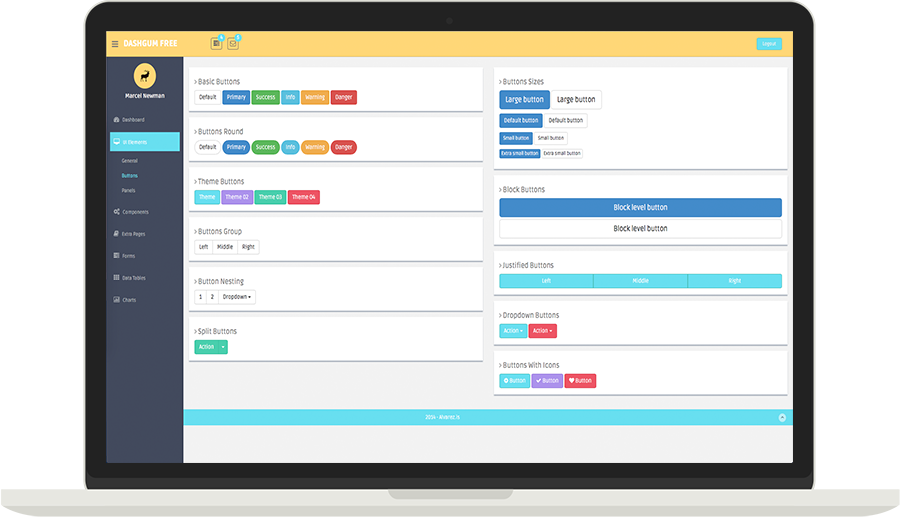 DASHGUM FREE
Logout
Marcel Newman
Dashboard
UI Elements
General
Buttons
Panels
Components
Extra Pages
Forms
Data Tables
Charts
Basic Buttons
Default Primary Success Info Warning Danger
Buttons Round
Default Primary Success Info Warning Danger
Theme Buttons
Theme Theme 02 Theme 03 Theme 04
Buttons Group
Left Middle Right
Button Nesting
1 2 Dropdown
Split Buttons
Action
Buttons Sizes
Large button Large button
Default button Default button
Small button Small button
Extra small button Extra small button
Block Buttons
Block level button
Block level button
Justified Buttons
Left Middle Right
Dropdown Buttons
Action Action
Buttons With Icons
Button Button Button
2014 - Alvarez.is